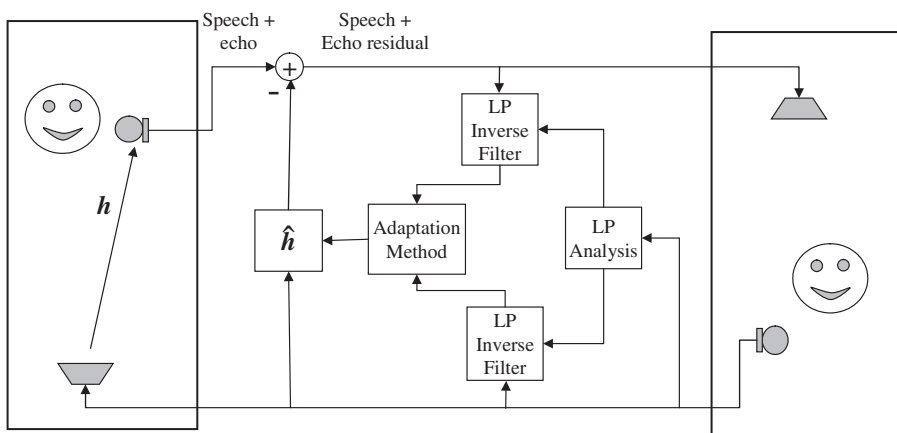 Speech +
echo
Speech +
Echo residual
+
-
LP
Inverse
Filter
h
ĥ
Adaptation
Method
LP
Analysis
LP
Inverse
Filter